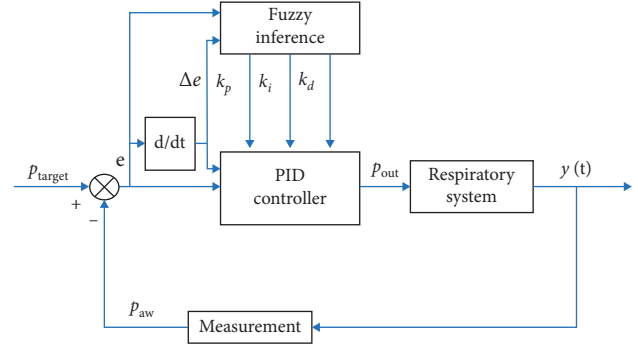 Fuzzy
inference
Δe
k_p
k_i
k_d
d/dt
e
p_target
+
−
PID
controller
p_out
Respiratory
system
y (t)
p_aw
Measurement